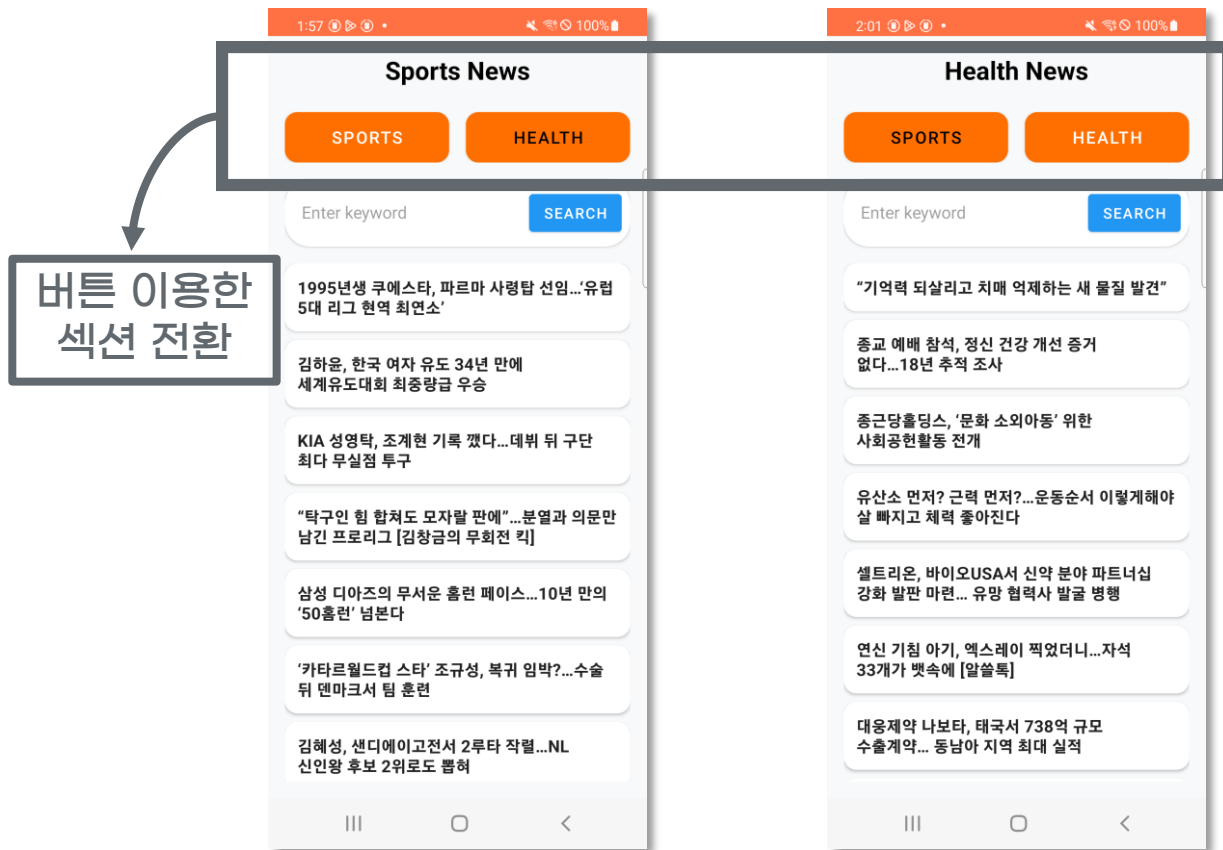 1:57 100%
Sports News
SPORTS HEALTH
Enter keyword SEARCH
1995년생 쿠에스타, 파르마 사령탑 선임…‘유럽
5대 리그 현역 최연소’
김하윤, 한국 여자 유도 34년 만에
세계유도대회 최중량급 우승
KIA 성영탁, 조계현 기록 깼다…데뷔 뒤 구단
최다 무실점 투구
“탁구인 힘 합쳐도 모자랄 판에”…분열과 의문만
남긴 프로리그 [김창금의 무회전 킥]
삼성 디아즈의 무서운 홈런 페이스…10년 만의
‘50홈런’ 넘본다
‘카타르월드컵 스타’ 조규성, 복귀 임박?…수술
뒤 덴마크서 팀 훈련
김혜성, 샌디에이고전서 2루타 작렬…NL
신인왕 후보 2위로도 뽑혀
버튼 이용한
섹션 전환
2:01 100%
Health News
SPORTS HEALTH
Enter keyword SEARCH
“기억력 되살리고 치매 억제하는 새 물질 발견”
종교 예배 참석, 정신 건강 개선 증거
없다…18년 추적 조사
종근당홀딩스, ‘문화 소외아동’ 위한
사회공헌활동 전개
유산소 먼저? 근력 먼저?…운동순서 이렇게해야
살 빠지고 체력 좋아진다
셀트리온, 바이오USA서 신약 분야 파트너십
강화 발판 마련… 유망 협력사 발굴 병행
연신 기침 아기, 엑스레이 찍었더니…자석
33개가 뱃속에 [알쓸톡]
대웅제약 나보타, 태국서 738억 규모
수출계약… 동남아 지역 최대 실적